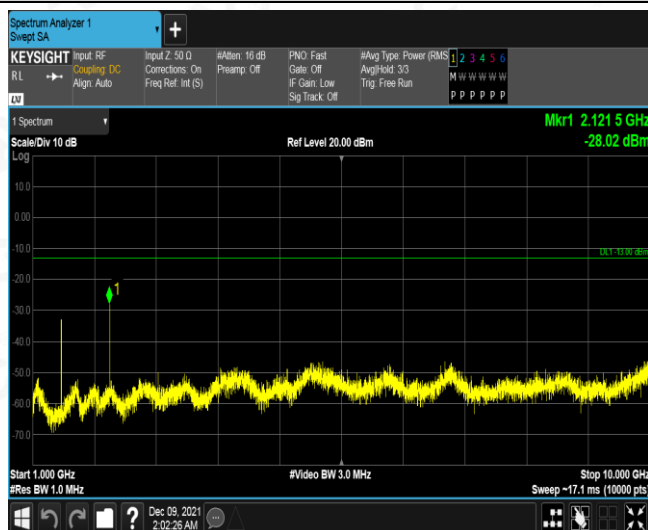 Spectrum Analyzer 1
Swept SA
+
KEYSIGHT Input: RF Input Z: 50 Ω #Atten: 16 dB PNO: Fast #Avg Type: Power (RMS 1 2 3 4 5 6
RL Coupling: DC Corrections: On Preamp: Off Gate: Off Avg|Hold: 3/3 M W W W W W
Align: Auto Freq Ref: Int (S) IF Gain: Low Trig: Free Run
Sig Track: Off P P P P P P
1 Spectrum Mkr1 2.121 5 GHz
Scale/Div 10 dB Ref Level 20.00 dBm -28.02 dBm
Log
10.0
0.00
-10.0
DL1 -13.00 dBm
-20.0
1
-30.0
-40.0
-50.0
-60.0
-70.0
Start 1.000 GHz #Video BW 3.0 MHz Stop 10.000 GHz
#Res BW 1.0 MHz Sweep ~17.1 ms (10000 pts)
? Dec 09, 2021
2:02:26 AM